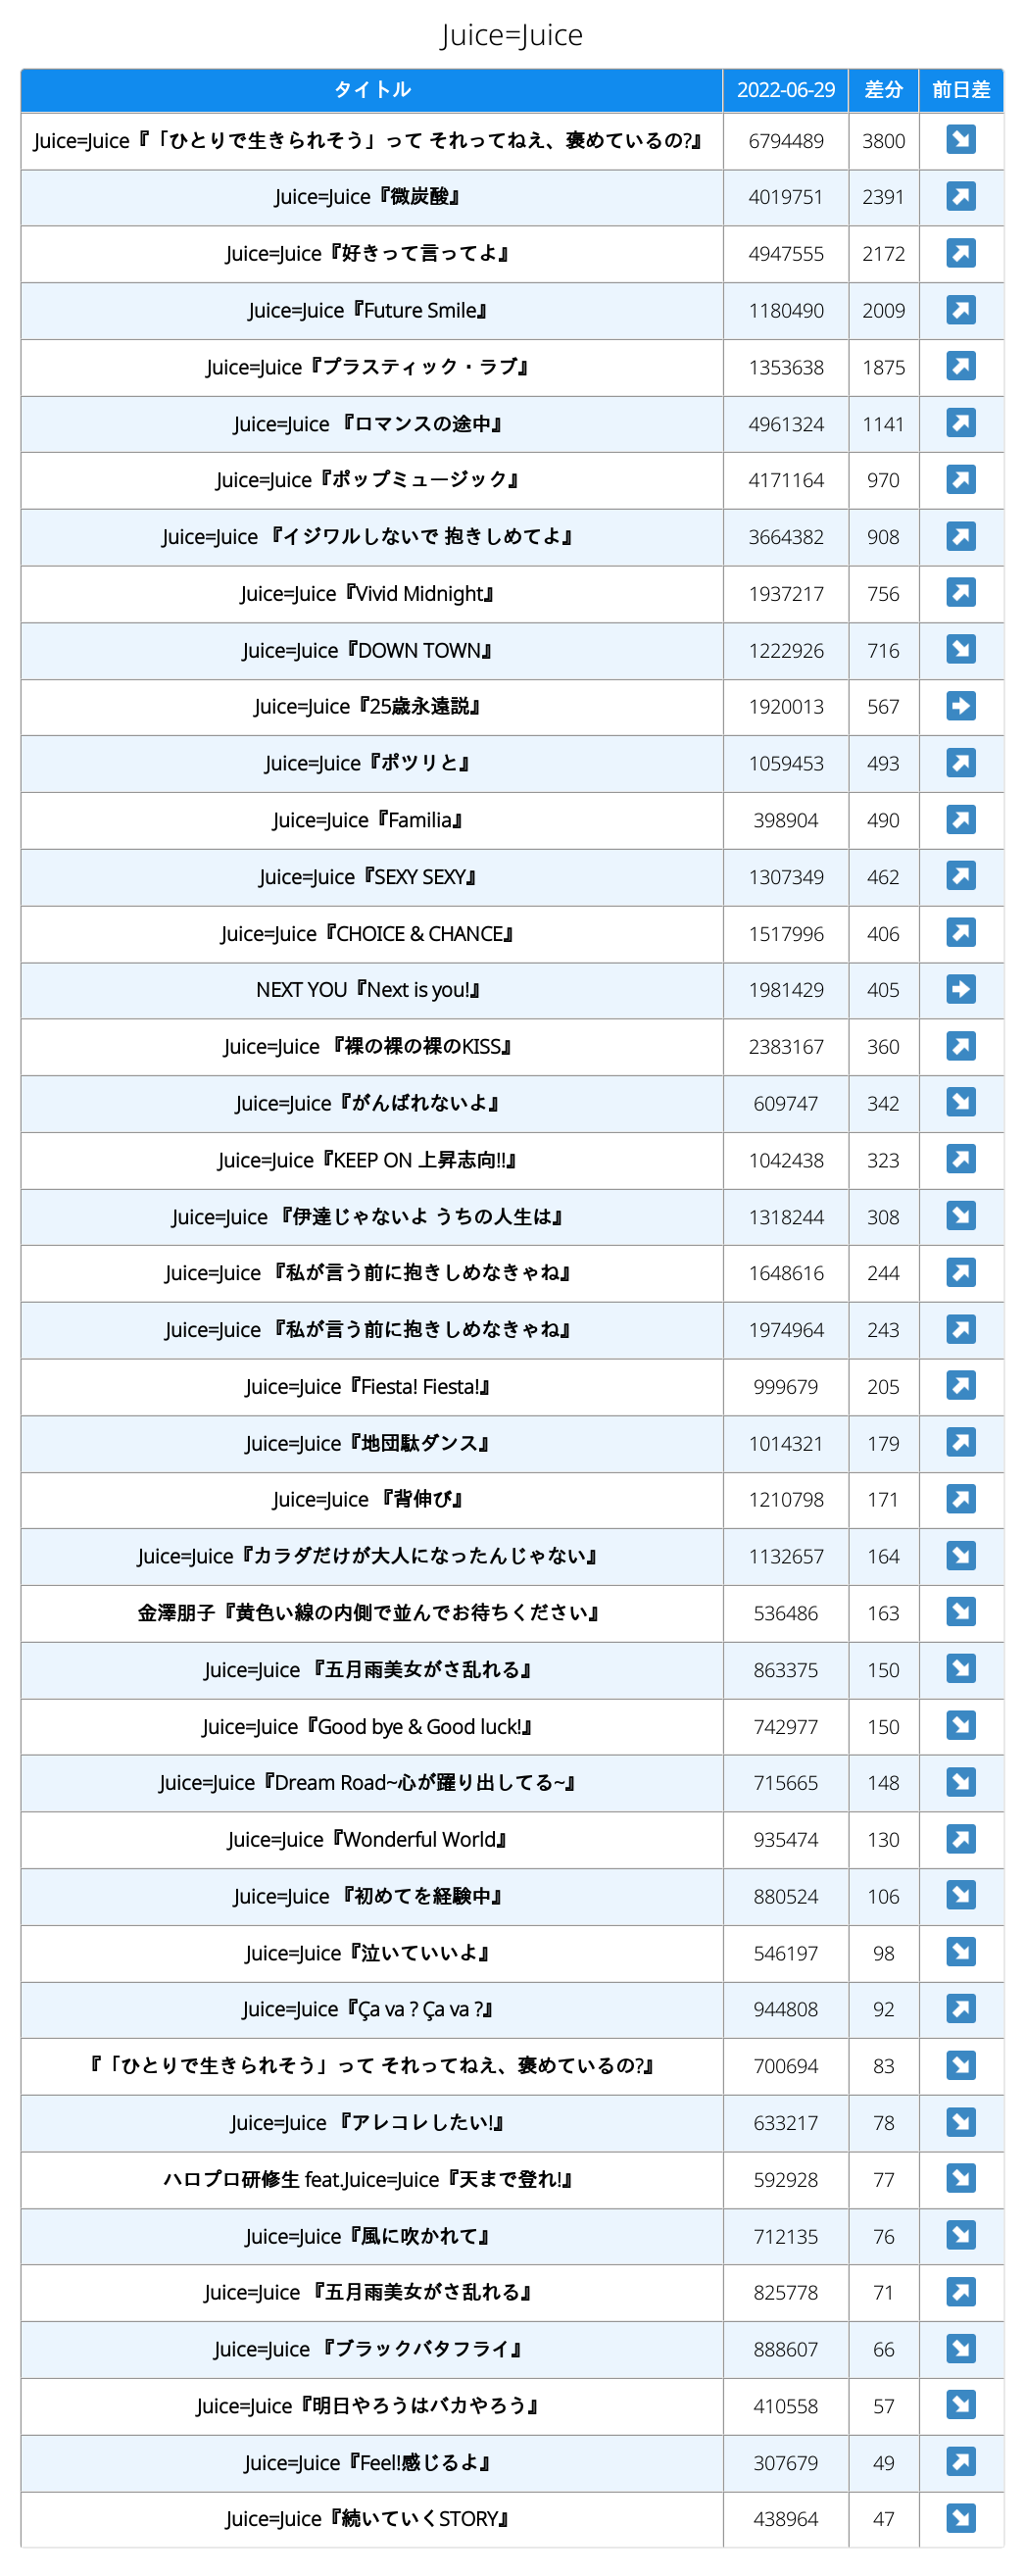 Juice=Juice
タイトル 2022-06-29 差分 前日差
Juice=Juice『「ひとりで生きられそう」って それってねえ、褒めているの?』 6794489 3800 ↘
Juice=Juice『微炭酸』 4019751 2391 ↗
Juice=Juice『好きって言ってよ』 4947555 2172 ↗
Juice=Juice『Future Smile』 1180490 2009 ↗
Juice=Juice『プラスティック・ラブ』 1353638 1875 ↗
Juice=Juice 『ロマンスの途中』 4961324 1141 ↗
Juice=Juice『ポップミュージック』 4171164 970 ↗
Juice=Juice 『イジワルしないで 抱きしめてよ』 3664382 908 ↗
Juice=Juice『Vivid Midnight』 1937217 756 ↗
Juice=Juice『DOWN TOWN』 1222926 716 ↘
Juice=Juice『25歳永遠説』 1920013 567 ➡
Juice=Juice『ポツリと』 1059453 493 ↗
Juice=Juice『Familia』 398904 490 ↗
Juice=Juice『SEXY SEXY』 1307349 462 ↗
Juice=Juice『CHOICE & CHANCE』 1517996 406 ↗
NEXT YOU『Next is you!』 1981429 405 ➡
Juice=Juice 『裸の裸の裸のKISS』 2383167 360 ↗
Juice=Juice『がんばれないよ』 609747 342 ↘
Juice=Juice『KEEP ON 上昇志向!!』 1042438 323 ↗
Juice=Juice 『伊達じゃないよ うちの人生は』 1318244 308 ↘
Juice=Juice 『私が言う前に抱きしめなきゃね』 1648616 244 ↗
Juice=Juice 『私が言う前に抱きしめなきゃね』 1974964 243 ↗
Juice=Juice『Fiesta! Fiesta!』 999679 205 ↗
Juice=Juice『地団駄ダンス』 1014321 179 ↗
Juice=Juice 『背伸び』 1210798 171 ↗
Juice=Juice『カラダだけが大人になったんじゃない』 1132657 164 ↘
金澤朋子『黄色い線の内側で並んでお待ちください』 536486 163 ↘
Juice=Juice 『五月雨美女がさ乱れる』 863375 150 ↘
Juice=Juice『Good bye & Good luck!』 742977 150 ↘
Juice=Juice『Dream Road~心が躍り出してる~』 715665 148 ↘
Juice=Juice『Wonderful World』 935474 130 ↗
Juice=Juice 『初めてを経験中』 880524 106 ↘
Juice=Juice『泣いていいよ』 546197 98 ↘
Juice=Juice『Ça va ? Ça va ?』 944808 92 ↗
『「ひとりで生きられそう」って それってねえ、褒めているの?』 700694 83 ↘
Juice=Juice 『アレコレしたい!』 633217 78 ↘
ハロプロ研修生 feat.Juice=Juice『天まで登れ!』 592928 77 ↘
Juice=Juice『風に吹かれて』 712135 76 ↘
Juice=Juice 『五月雨美女がさ乱れる』 825778 71 ↗
Juice=Juice 『ブラックバタフライ』 888607 66 ↘
Juice=Juice『明日やろうはバカやろう』 410558 57 ↘
Juice=Juice『Feel!感じるよ』 307679 49 ↗
Juice=Juice『続いていくSTORY』 438964 47 ↘